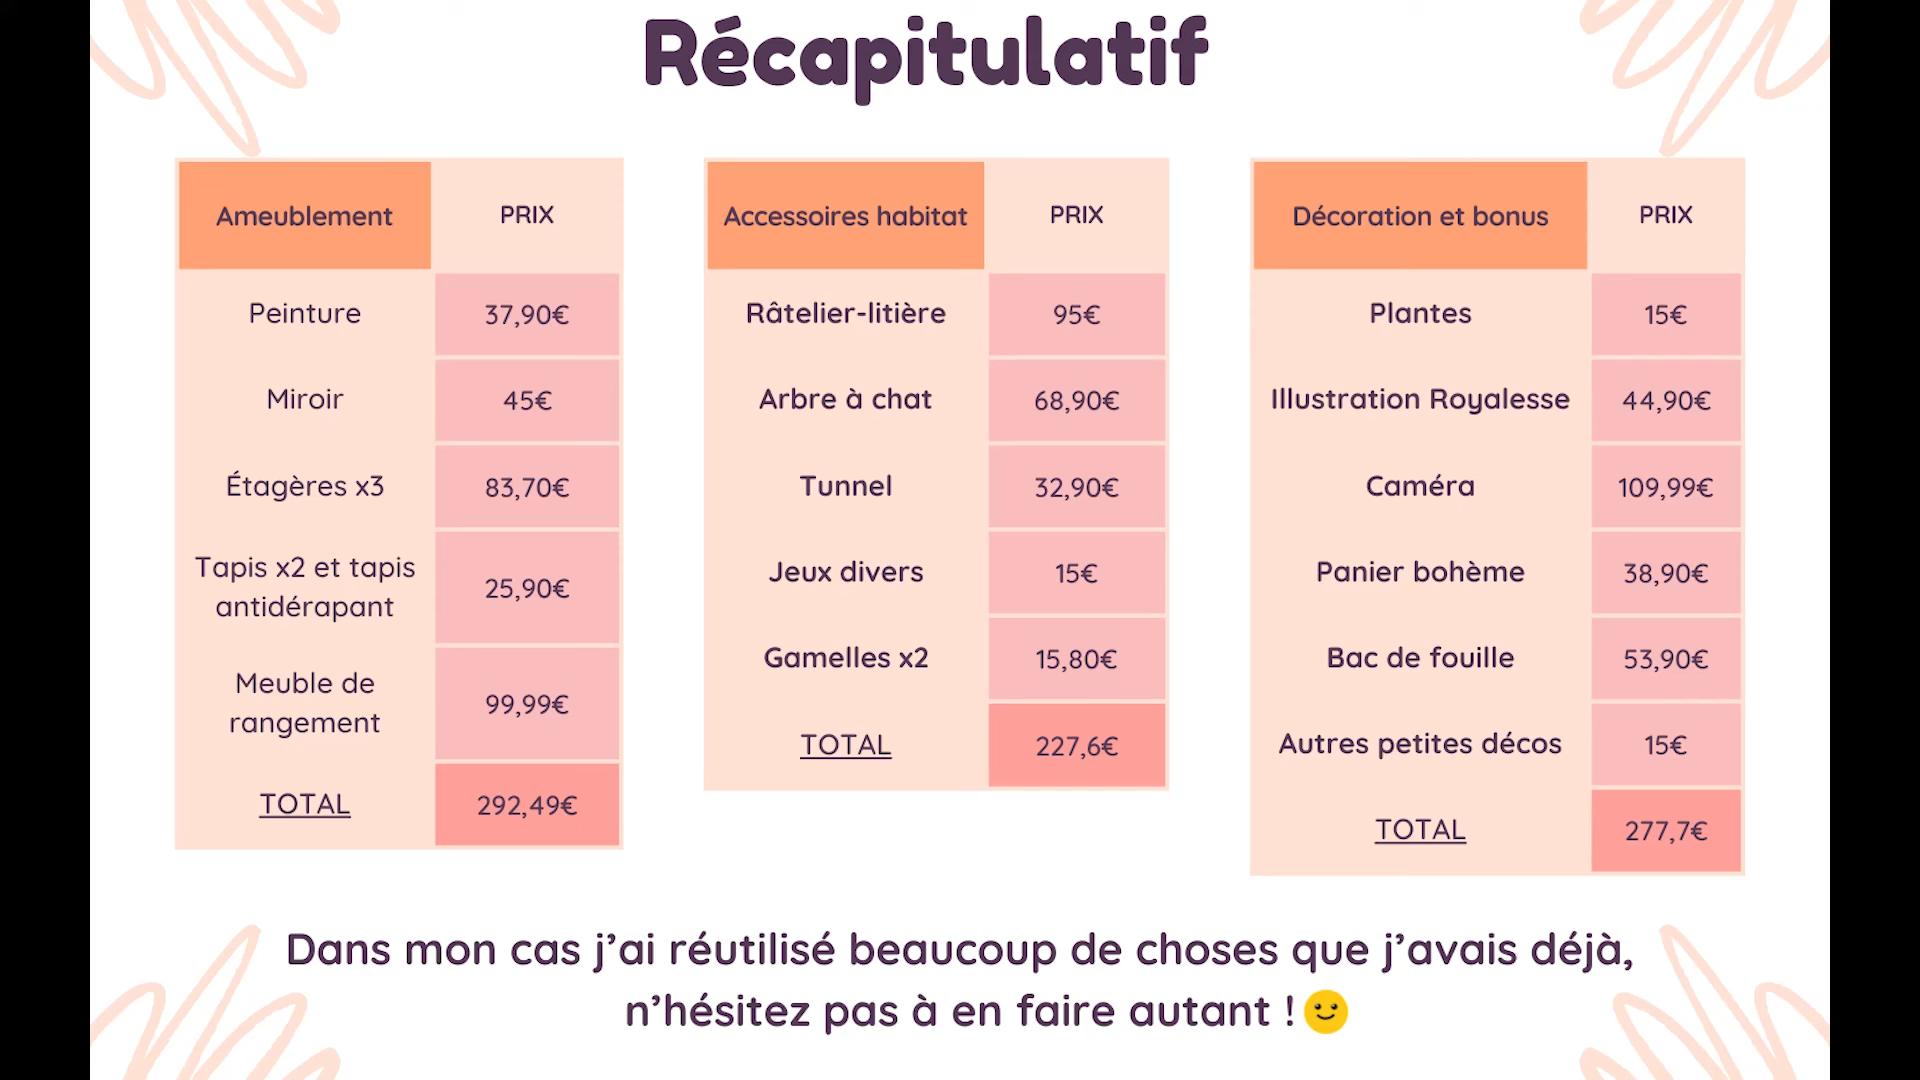 Récapitulatif
Ameublement PRIX
Peinture 37,90€
Miroir 45€
Étagères x3 83,70€
Tapis x2 et tapis
antidérapant 25,90€
Meuble de
rangement 99,99€
TOTAL 292,49€
Accessoires habitat PRIX
Râtelier-litière 95€
Arbre à chat 68,90€
Tunnel 32,90€
Jeux divers 15€
Gamelles x2 15,80€
TOTAL 227,6€
Décoration et bonus PRIX
Plantes 15€
Illustration Royalesse 44,90€
Caméra 109,99€
Panier bohème 38,90€
Bac de fouille 53,90€
Autres petites décos 15€
TOTAL 277,7€
Dans mon cas j’ai réutilisé beaucoup de choses que j’avais déjà,
n’hésitez pas à en faire autant !